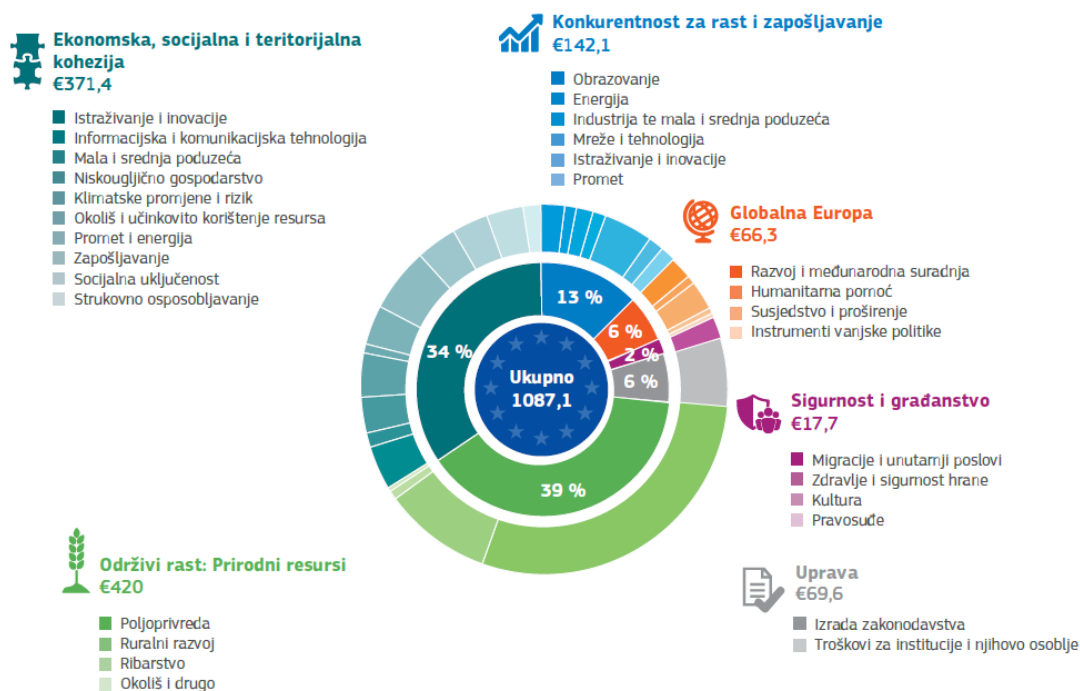 Ekonomska, socijalna i teritorijalna
kohezija
€371,4
Istraživanje i inovacije
Informacijska i komunikacijska tehnologija
Mala i srednja poduzeća
Niskougljično gospodarstvo
Klimatske promjene i rizik
Okoliš i učinkovito korištenje resursa
Promet i energija
Zapošljavanje
Socijalna uključenost
Strukovno osposobljavanje
Konkurentnost za rast i zapošljavanje
€142,1
Obrazovanje
Energija
Industrija te mala i srednja poduzeća
Mreže i tehnologija
Istraživanje i inovacije
Promet
Globalna Europa
€66,3
Razvoj i međunarodna suradnja
Humanitarna pomoć
Susjedstvo i proširenje
Instrumenti vanjske politike
13 %
6 %
2 %
6 %
34 %
39 %
Ukupno
1087,1
Sigurnost i građanstvo
€17,7
Migracije i unutarnji poslovi
Zdravlje i sigurnost hrane
Kultura
Pravosuđe
Održivi rast: Prirodni resursi
€420
Poljoprivreda
Ruralni razvoj
Ribarstvo
Okoliš i drugo
Uprava
€69,6
Izrada zakonodavstva
Troškovi za institucije i njihovo osoblje